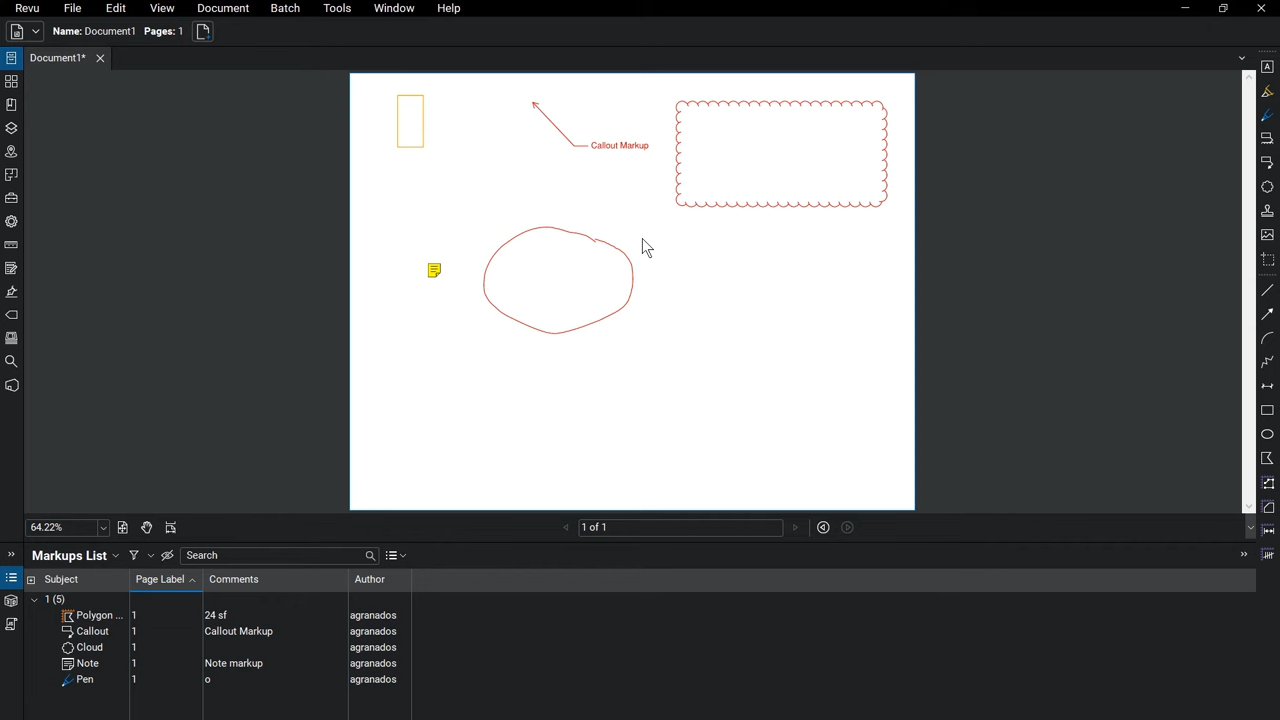 Revu File Edit View Document Batch Tools Window Help
Name: Document1 Pages: 1
Document1*
Callout Markup
64.22% 1 of 1
Markups List Search
Subject Page Label Comments Author
1 (5)
Polygon ... 1 24 sf agranados
Callout 1 Callout Markup agranados
Cloud 1 agranados
Note 1 Note markup agranados
Pen 1 o agranados